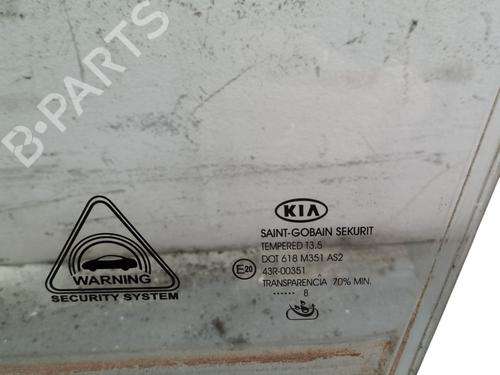 B-PARTS
KIA
SAINT-GOBAIN SEKURIT
TEMPERED 13.5
DOT 618 M351 AS2
E20 43R-00351
TRANSPARENCIA 70% MIN.
...... 8
WARNING
SECURITY SYSTEM